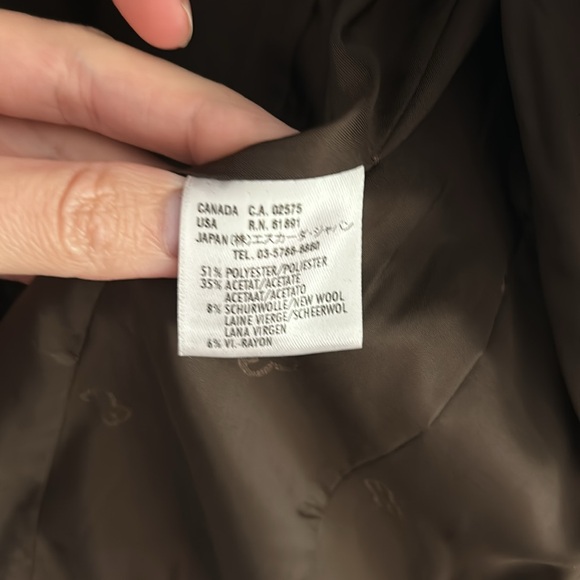 CANADA C.A. 02575
USA R.N. 81891
JAPAN (株)エスカーダ・ジャパン
TEL. 03-5786-6860
51% POLYESTER/POLIESTER
35% ACETAT/ACETATE
ACETAAT/ACETATO
8% SCHURWOLLE/NEW WOOL
LAINE VIERGE/SCHEERWOL
LANA VIRGEN
6% VI.-RAYON